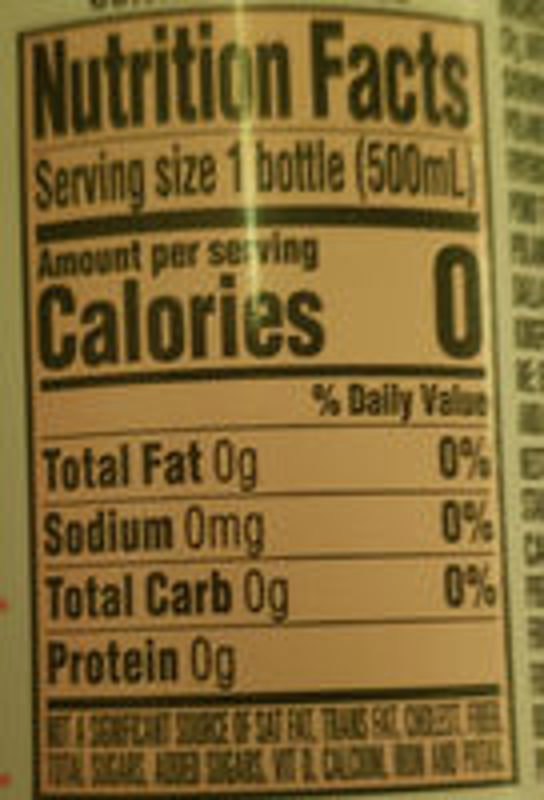 Nutrition Facts
Serving size 1 bottle (500mL)
Amount per serving
Calories 0
% Daily Value
Total Fat 0g 0%
Sodium 0mg 0%
Total Carb 0g 0%
Protein 0g
NOT A SIGNIFICANT SOURCE OF SAT FAT, TRANS FAT, CHOLEST, FIBER,
TOTAL SUGARS, ADDED SUGARS, VIT D, CALCIUM, IRON AND POTAS.